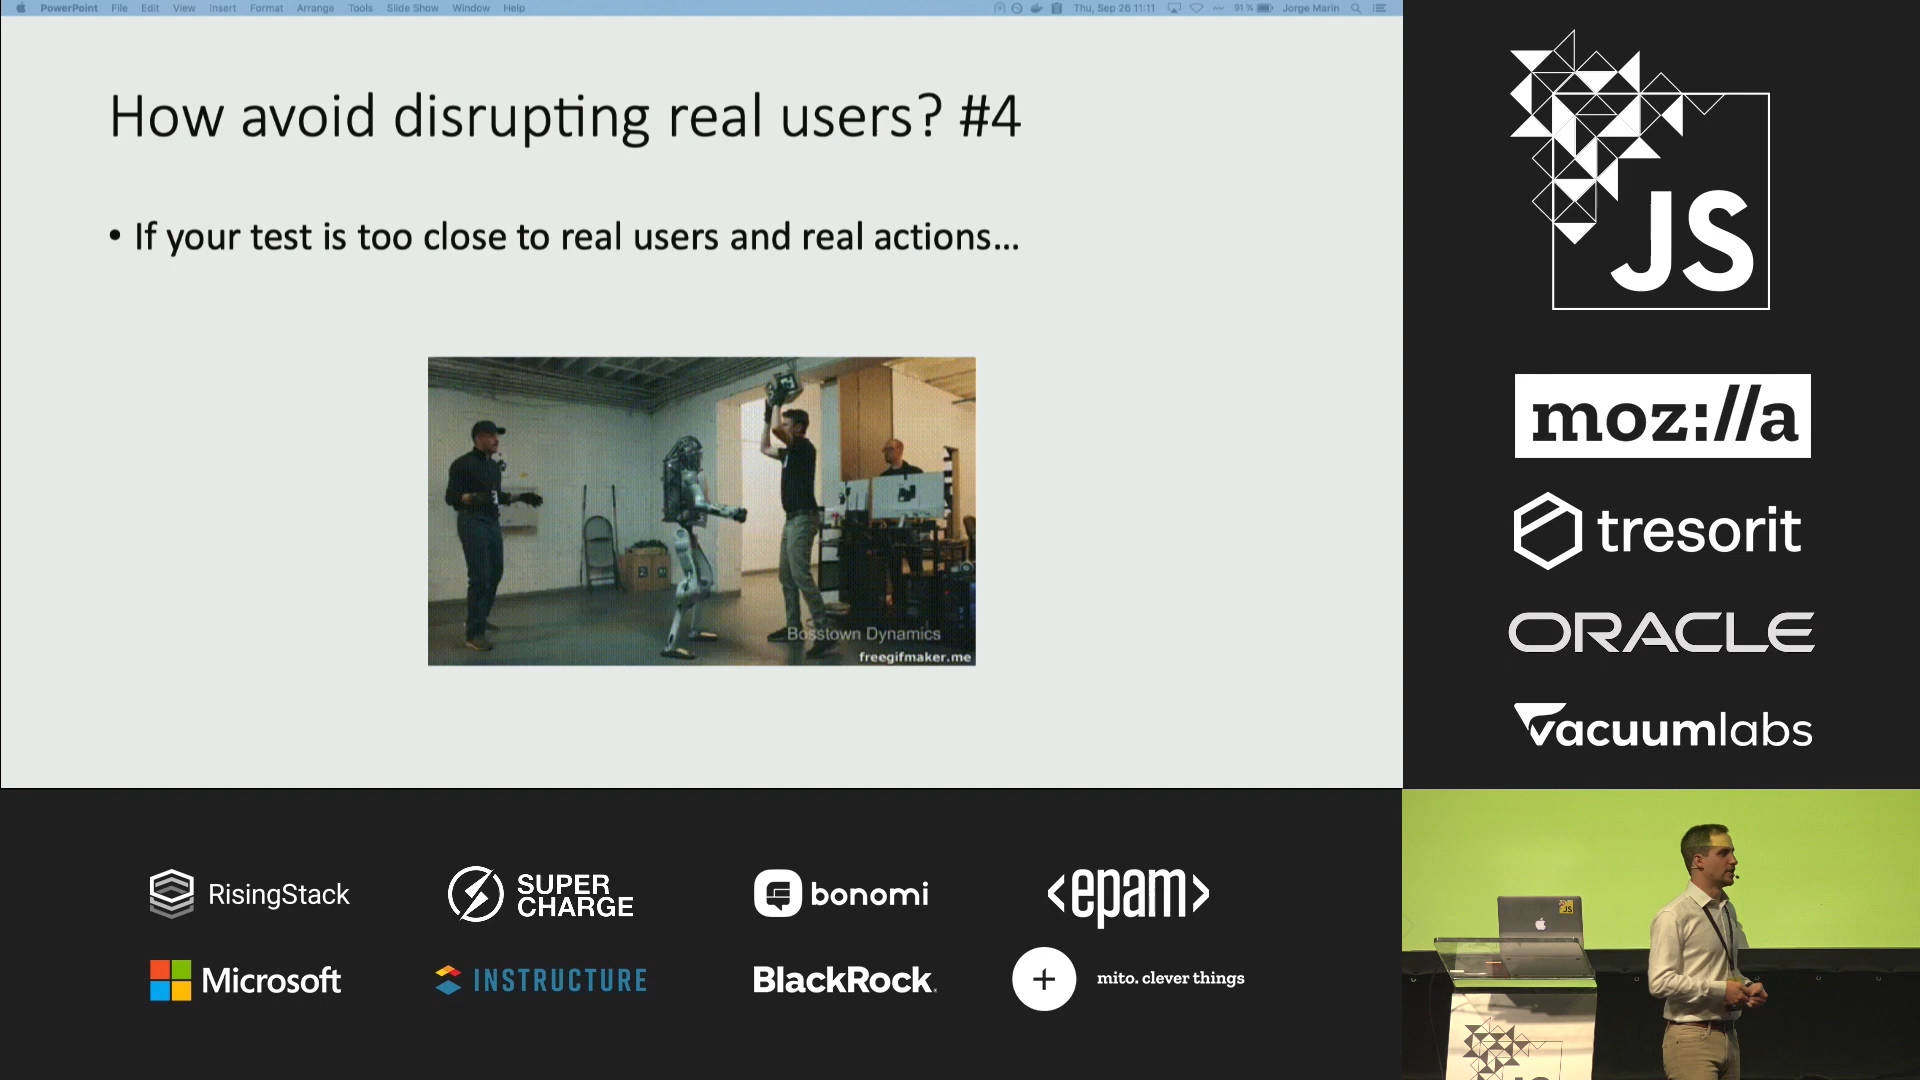 PowerPoint File Edit View Insert Format Arrange Tools Slide Show Window Help
Thu, Sep 26 11:11 91 % Jorge Marin
How avoid disrupting real users? #4
• If your test is too close to real users and real actions...
Bosstown Dynamics
freegifmaker.me
JS
moz://a
tresorit
ORACLE
vacuumlabs
RisingStack
SUPER
CHARGE
bonomi
<epam>
Microsoft
INSTRUCTURE
BlackRock.
mito. clever things
JS
JS